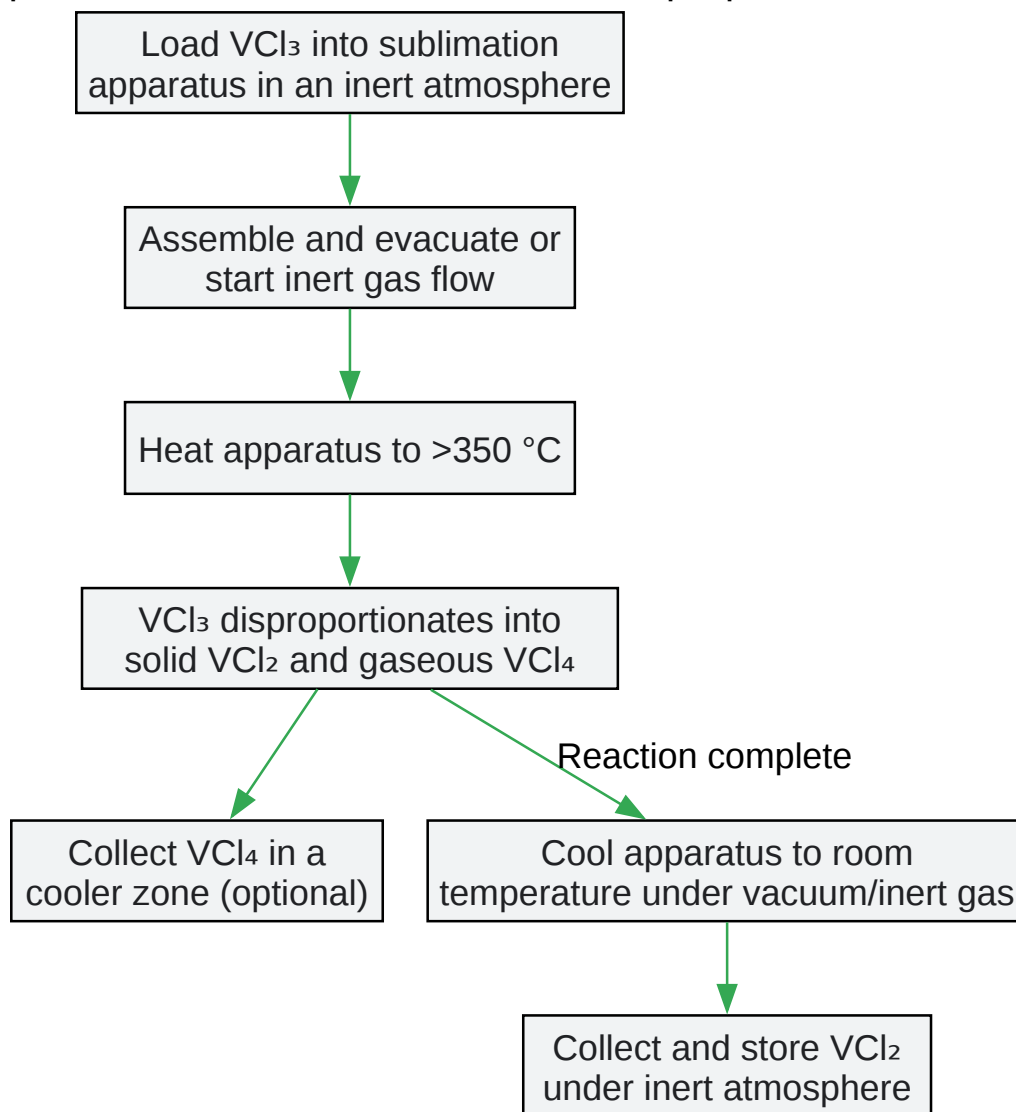 Load VCl₃ into sublimation
apparatus in an inert atmosphere
Assemble and evacuate or
start inert gas flow
Heat apparatus to >350 °C
VCl₃ disproportionates into
solid VCl₂ and gaseous VCl₄
Reaction complete
Collect VCl₄ in a
cooler zone (optional)
Cool apparatus to room
temperature under vacuum/inert gas
Collect and store VCl₂
under inert atmosphere